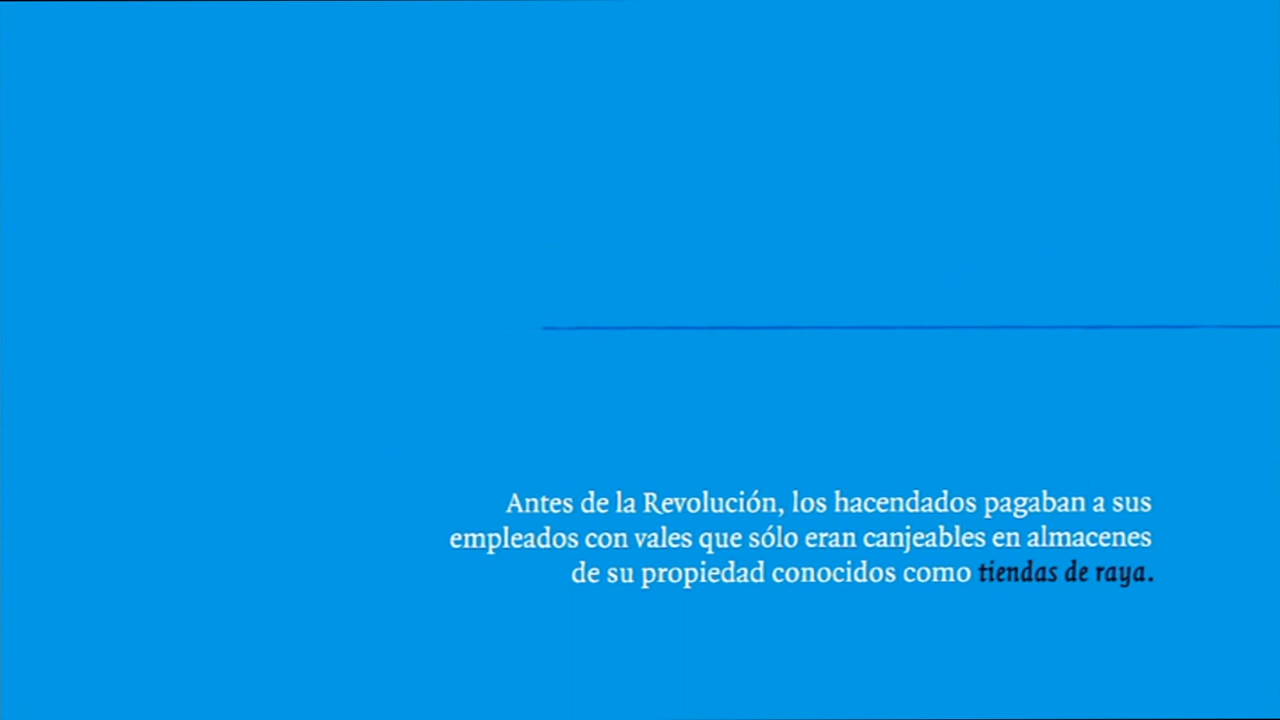 Antes de la Revolución, los hacendados pagaban a sus
empleados con vales que sólo eran canjeables en almacenes
de su propiedad conocidos como tiendas de raya.